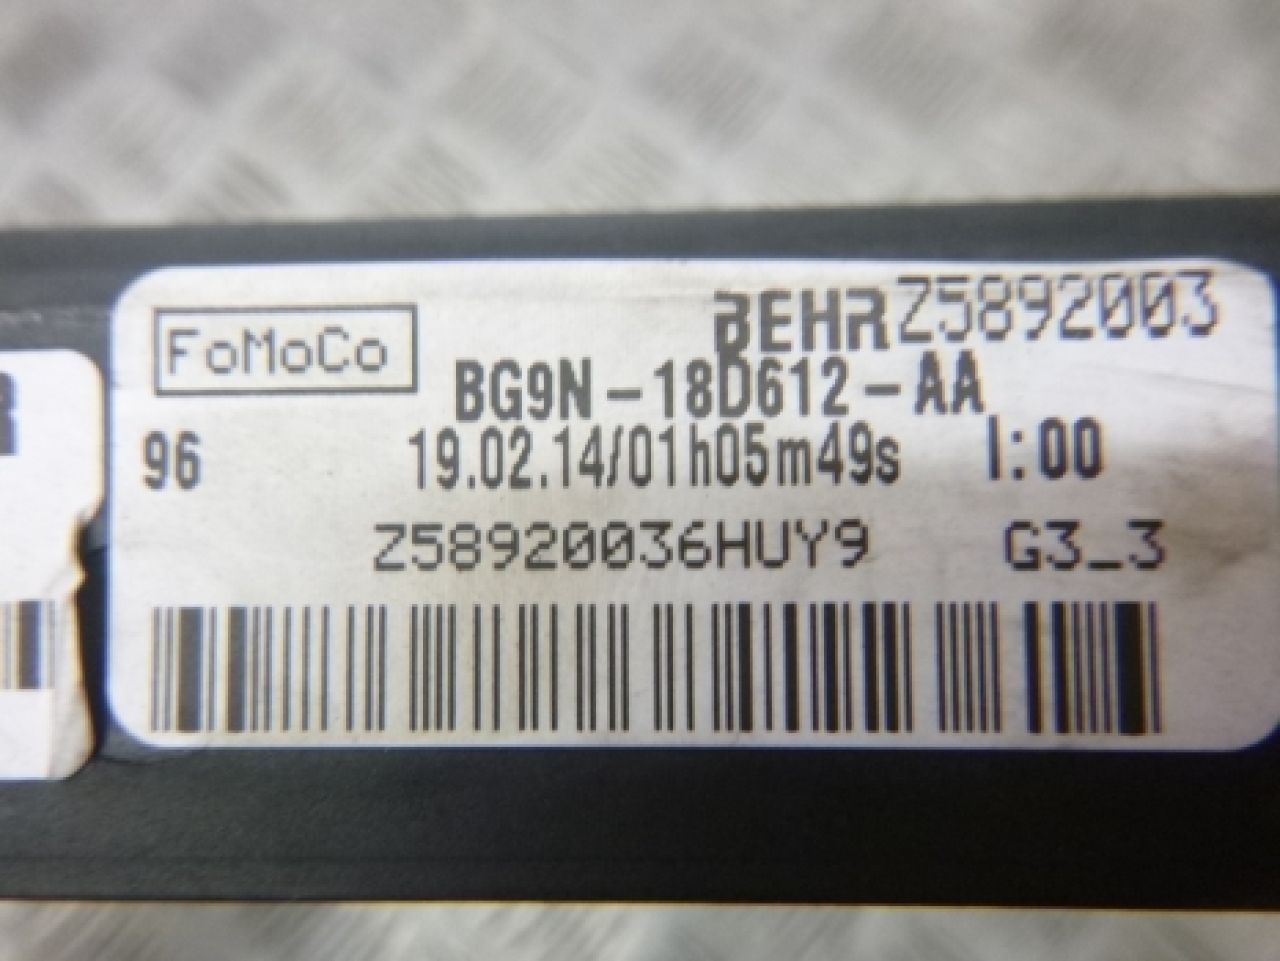 FoMoCo BEHR Z5892003
BG9N-18D612-AA
96 19.02.14/01h05m49s I:00
Z58920036HUY9 G3_3